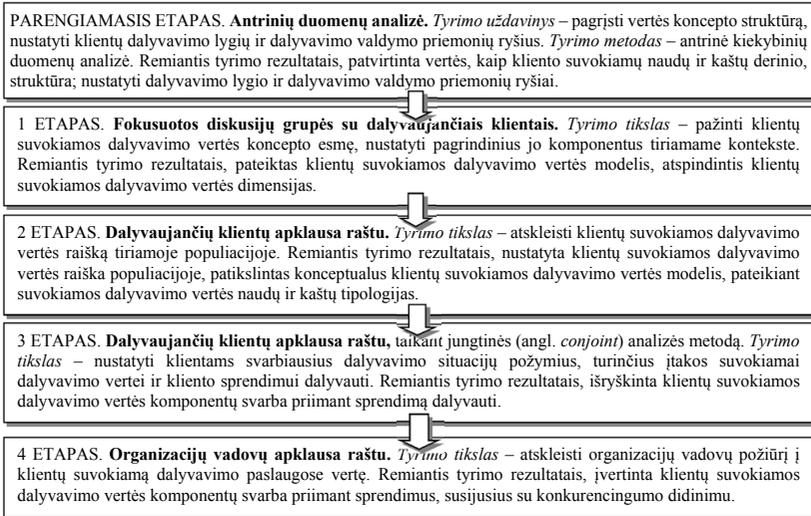 PARENGIAMASIS ETAPAS. Antrinių duomenų analizė. Tyrimo uždavinys – pagrįsti vertės koncepto struktūrą,
nustatyti klientų dalyvavimo lygių ir dalyvavimo valdymo priemonių ryšius. Tyrimo metodas – antrinė kiekybinių
duomenų analizė. Remiantis tyrimo rezultatais, patvirtinta vertės, kaip kliento suvokiamų naudų ir kaštų derinio,
struktūra; nustatyti dalyvavimo lygio ir dalyvavimo valdymo priemonių ryšiai.
1 ETAPAS. Fokusuotos diskusijų grupės su dalyvaujančiais klientais. Tyrimo tikslas – pažinti klientų
suvokiamos dalyvavimo vertės koncepto esmę, nustatyti pagrindinius jo komponentus tiriamame kontekste.
Remiantis tyrimo rezultatais, pateiktas klientų suvokiamos dalyvavimo vertės modelis, atspindintis klientų
suvokiamos dalyvavimo vertės dimensijas.
2 ETAPAS. Dalyvaujančių klientų apklausa raštu. Tyrimo tikslas – atskleisti klientų suvokiamos dalyvavimo
vertės raišką tiriamoje populiacijoje. Remiantis tyrimo rezultatais, nustatyta klientų suvokiamos dalyvavimo
vertės raiška populiacijoje, patikslintas konceptualus klientų suvokiamos dalyvavimo vertės modelis, pateikiant
suvokiamos dalyvavimo vertės naudų ir kaštų tipologijas.
3 ETAPAS. Dalyvaujančių klientų apklausa raštu, taikant jungtinės (angl. conjoint) analizės metodą. Tyrimo
tikslas – nustatyti klientams svarbiausius dalyvavimo situacijų požymius, turinčius įtakos suvokiamai
dalyvavimo vertei ir kliento sprendimui dalyvauti. Remiantis tyrimo rezultatais, išryškinta klientų suvokiamos
dalyvavimo vertės komponentų svarba priimant sprendimą dalyvauti.
4 ETAPAS. Organizacijų vadovų apklausa raštu. Tyrimo tikslas – atskleisti organizacijų vadovų požiūrį į
klientų suvokiamą dalyvavimo paslaugose vertę. Remiantis tyrimo rezultatais, įvertinta klientų suvokiamos
dalyvavimo vertės komponentų svarba priimant sprendimus, susijusius su konkurencingumo didinimu.